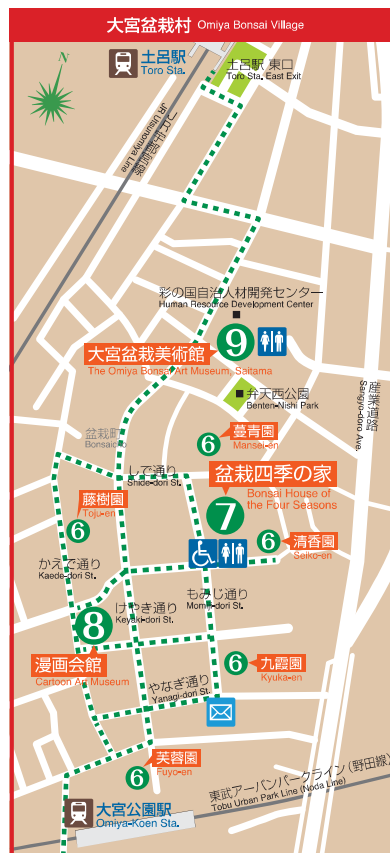 大宮盆栽村 Omiya Bonsai Village
N
土呂駅
Toro Sta.
土呂駅 東口
Toro Sta. East Exit
JR宇都宮線
JR Utsunomiya Line
彩の国自治人材開発センター
Human Resource Development Center
大宮盆栽美術館
The Omiya Bonsai Art Museum, Saitama
9
弁天西公園
Benten-Nishi Park
産業道路
Sangyo-doro Ave.
盆栽町
Bonsaicho
6
蔓青園
Mansei-en
しで通り
Shide-dori St.
盆栽四季の家
Bonsai House of
the Four Seasons
7
藤樹園
Toju-en
6
6
清香園
Seiko-en
かえで通り
Kaede-dori St.
もみじ通り
Momiji-dori St.
けやき通り
Keyaki-dori St.
8
漫画会館
Cartoon Art Museum
6
九霞園
Kyuka-en
やなぎ通り
Yanagi-dori St.
芙蓉園
Fuyo-en
6
大宮公園駅
Omiya-Koen Sta.
東武アーバンパークライン(野田線)
Tobu Urban Park Line (Noda Line)